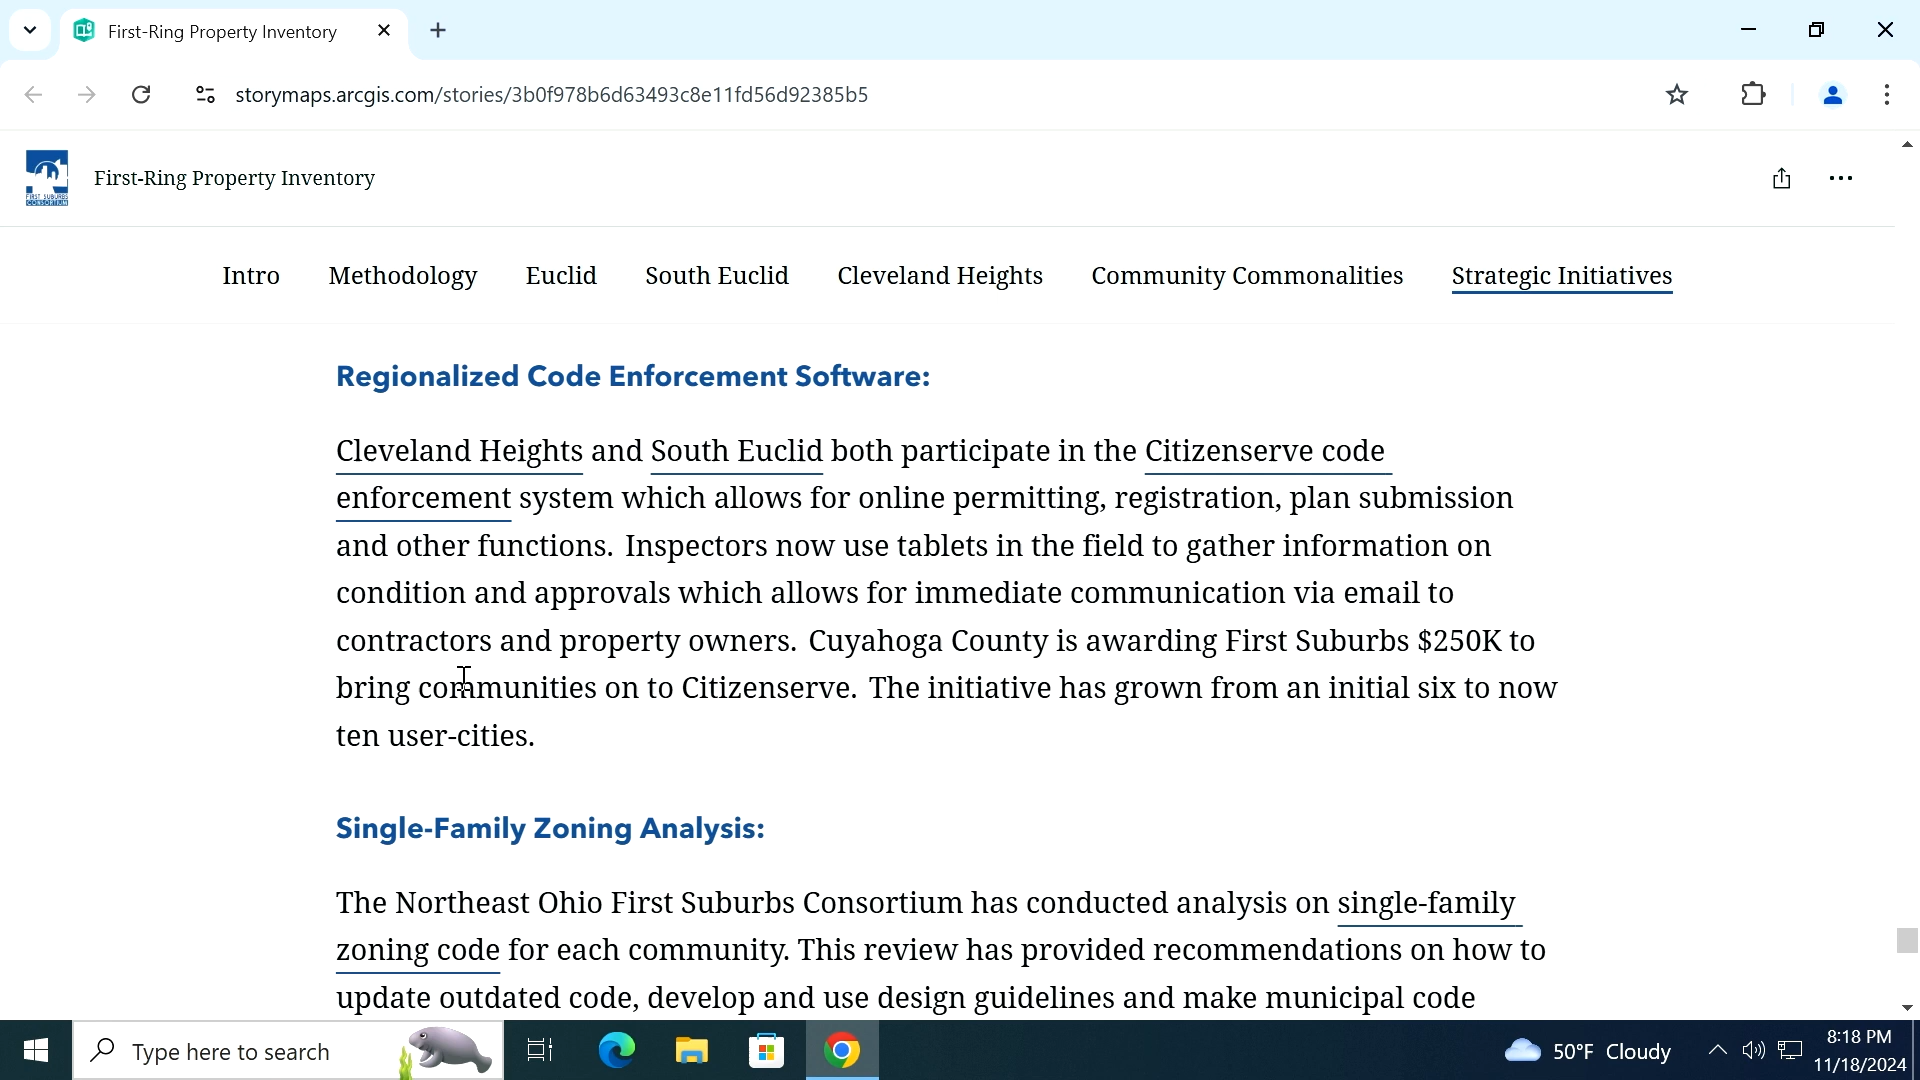 First-Ring Property Inventory
storymaps.arcgis.com/stories/3b0f978b6d63493c8e11fd56d92385b5
FIRST SUBURBS
CONSORTIUM
First-Ring Property Inventory
Intro Methodology Euclid South Euclid Cleveland Heights Community Commonalities Strategic Initiatives
Regionalized Code Enforcement Software:
Cleveland Heights and South Euclid both participate in the Citizenserve code
enforcement system which allows for online permitting, registration, plan submission
and other functions. Inspectors now use tablets in the field to gather information on
condition and approvals which allows for immediate communication via email to
contractors and property owners. Cuyahoga County is awarding First Suburbs $250K to
bring communities on to Citizenserve. The initiative has grown from an initial six to now
ten user-cities.
Single-Family Zoning Analysis:
The Northeast Ohio First Suburbs Consortium has conducted analysis on single-family
zoning code for each community. This review has provided recommendations on how to
update outdated code, develop and use design guidelines and make municipal code
Type here to search
50°F Cloudy
8:18 PM
11/18/2024